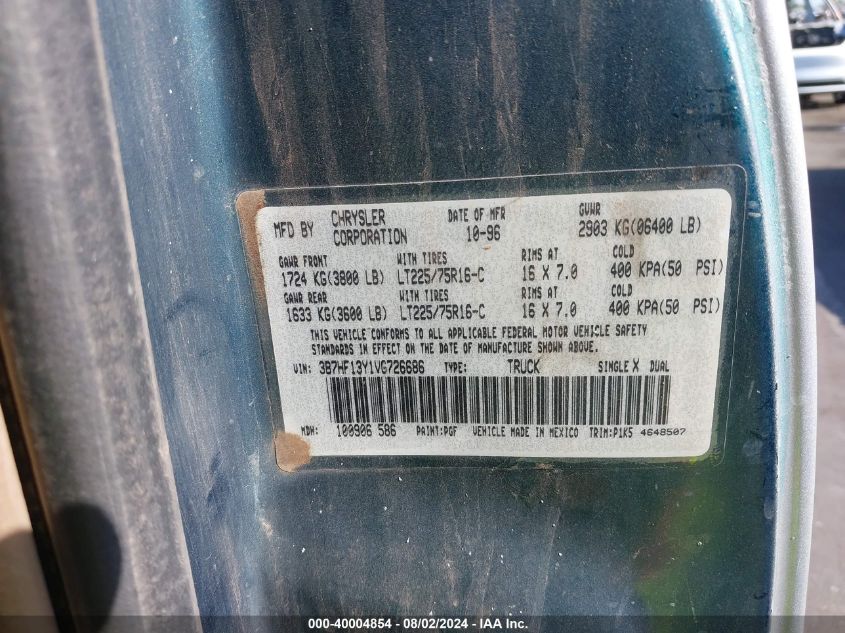 MFD BY CHRYSLER CORPORATION DATE OF MFR 10-96 GVWR 2903 KG(06400 LB)
GAWR FRONT WITH TIRES RIMS AT COLD
1724 KG(3800 LB) LT225/75R16-C 16 X 7.0 400 KPA(50 PSI)
GAWR REAR WITH TIRES RIMS AT COLD
1633 KG(3600 LB) LT225/75R16-C 16 X 7.0 400 KPA(50 PSI)
THIS VEHICLE CONFORMS TO ALL APPLICABLE FEDERAL MOTOR VEHICLE SAFETY
STANDARDS IN EFFECT ON THE DATE OF MANUFACTURE SHOWN ABOVE.
VIN: 3B7HF13Y1VG726686 TYPE: TRUCK SINGLE X DUAL
MDH: 100906 586 PAINT:PGF VEHICLE MADE IN MEXICO TRIM:P1K5 4648507
000-40004854 - 08/02/2024 - IAAI.com